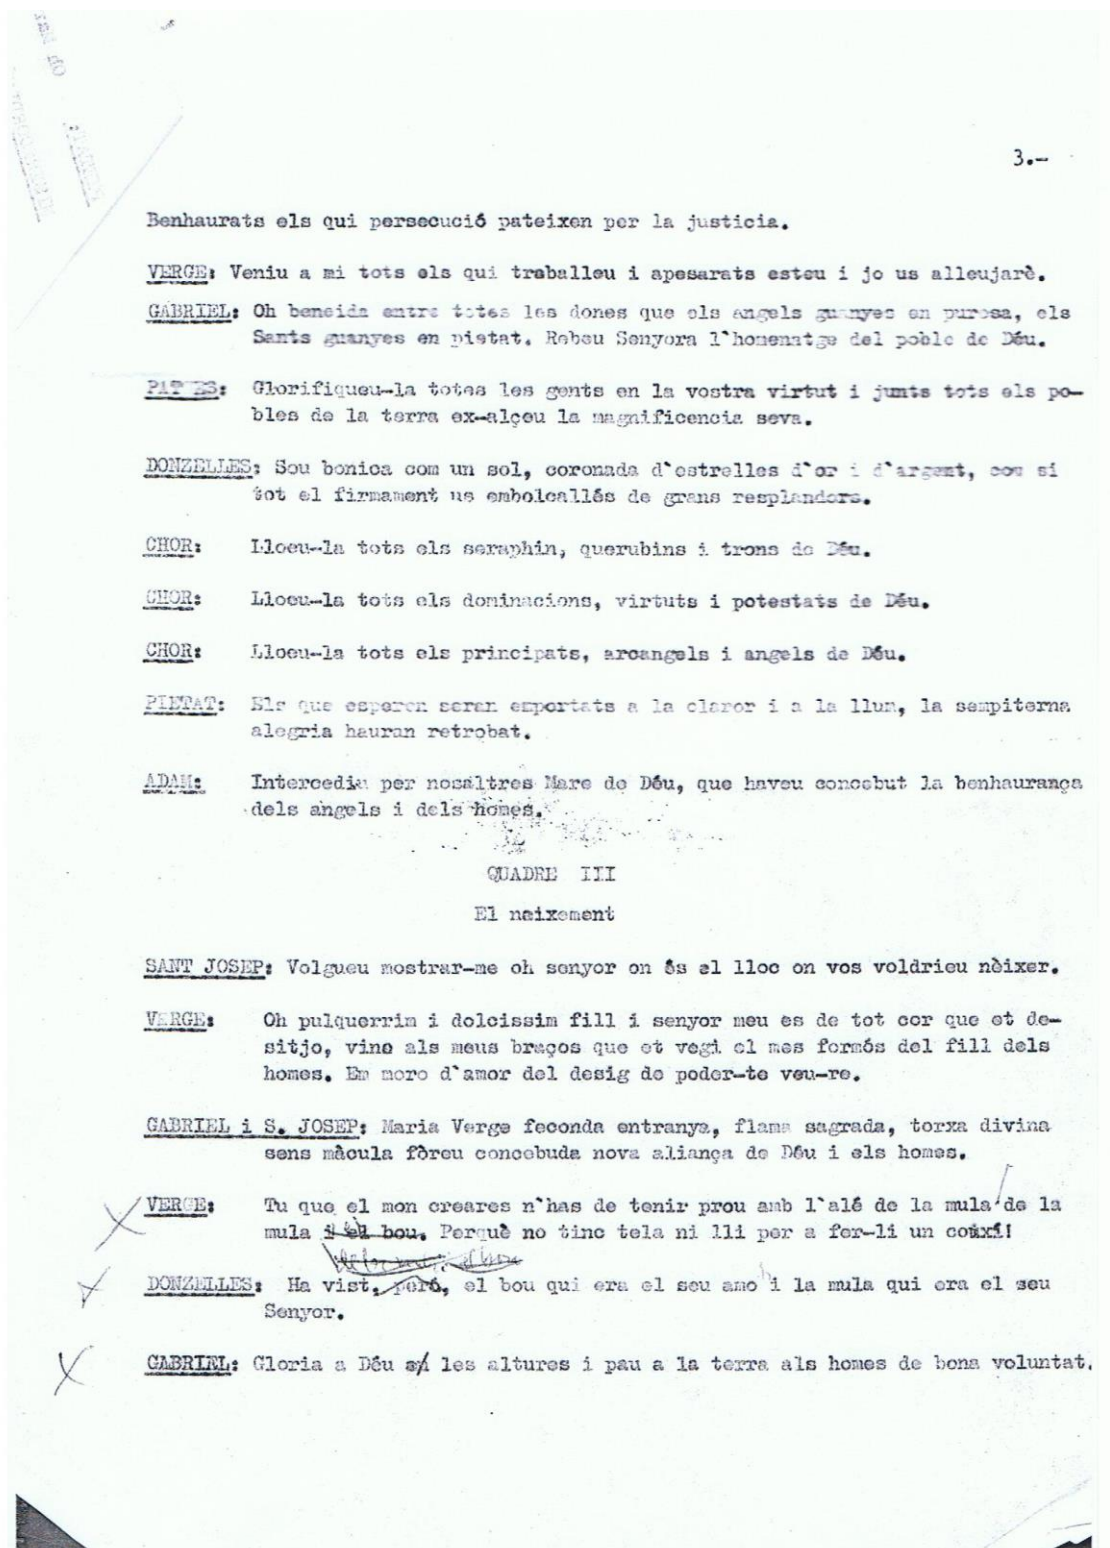 3.-
Benhaurats els qui persecució pateixen per la justicia.
VERGE: Veniu a mi tots els qui treballeu i apesarats esteu i jo us alleujarè.
GABRIEL: Oh beneida entre totes les dones que els angels guanyes en puresa, els
Sants guanyes en pietat. Rebeu Senyora l'homenatge del poble de Déu.
Glorifiqueu-la totes les gents en la vostra virtut i junts tots els po-
bles de la terra ex-alçeu la magnificencia seva.
DONZELLES: Sou bonica com un sol, coronada d'estrelles d'or i d'argent, com si
tot el firmament us embolcallés de grans resplandors.
CHOR: Lloeu-la tots els seraphin, querubins i trons de Déu.
CHOR: Lloeu-la tots els dominacions, virtuts i potestats de Déu.
CHOR: Lloeu-la tots els principats, arcangels i angels de Déu.
PIETAT: Els que esperen seran esportats a la claror i a la llum, la sempiterna
alegria hauran retrobat.
ADAM: Intercediu per nosaltres Mare de Déu, que haveu concebut la benhaurança
dels angels i dels homes.
QUADRE III
El naixement
SANT JOSEP: Volgueu mostrar-me oh senyor on és el lloc on vos voldrieu nèixer.
VERGE: Oh pulquerrim i dolcissim fill i senyor meu es de tot cor que et de-
sitjo, vine als meus braços que et vegi el mes formós del fill dels
homes. Em moro d'amor del desig de poder-te veu-re.
GABRIEL i S. JOSEP: Maria Verge feconda entranya, flama sagrada, torxa divina
sens màcula fòreu concebuda nova aliança de Déu i els homes.
VERGE: Tu que el mon creares n'has de tenir prou amb l'alé de la mula de la
mula i el bou. Perquè no tinc tela ni lli per a fer-li un coixí!
DONZELLES: Ha vist, però, el bou qui era el seu amo i la mula qui era el seu
Senyor.
GABRIEL: Gloria a Déu les altures i pau a la terra als homes de bona voluntat.